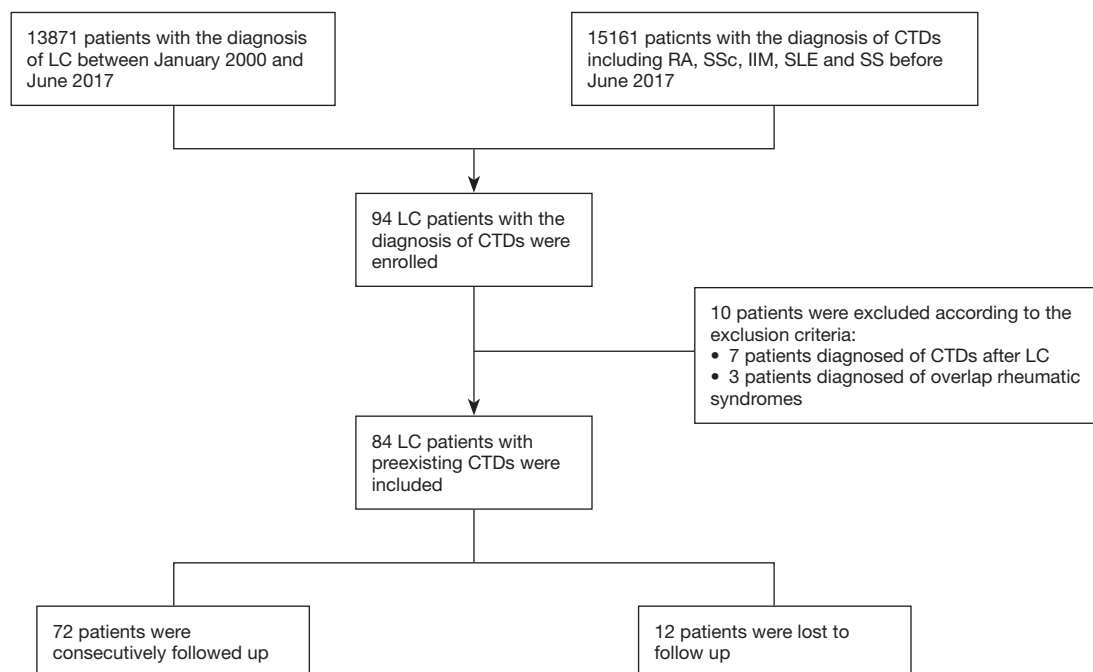 13871 patients with the diagnosis
of LC between January 2000 and
June 2017
15161 paticnts with the diagnosis of CTDs
including RA, SSc, IIM, SLE and SS before
June 2017
94 LC patients with the
diagnosis of CTDs were
enrolled
10 patients were excluded according to the
exclusion criteria:
• 7 patients diagnosed of CTDs after LC
• 3 patients diagnosed of overlap rheumatic
syndromes
84 LC patients with
preexisting CTDs were
included
72 patients were
consecutively followed up
12 patients were lost to
follow up